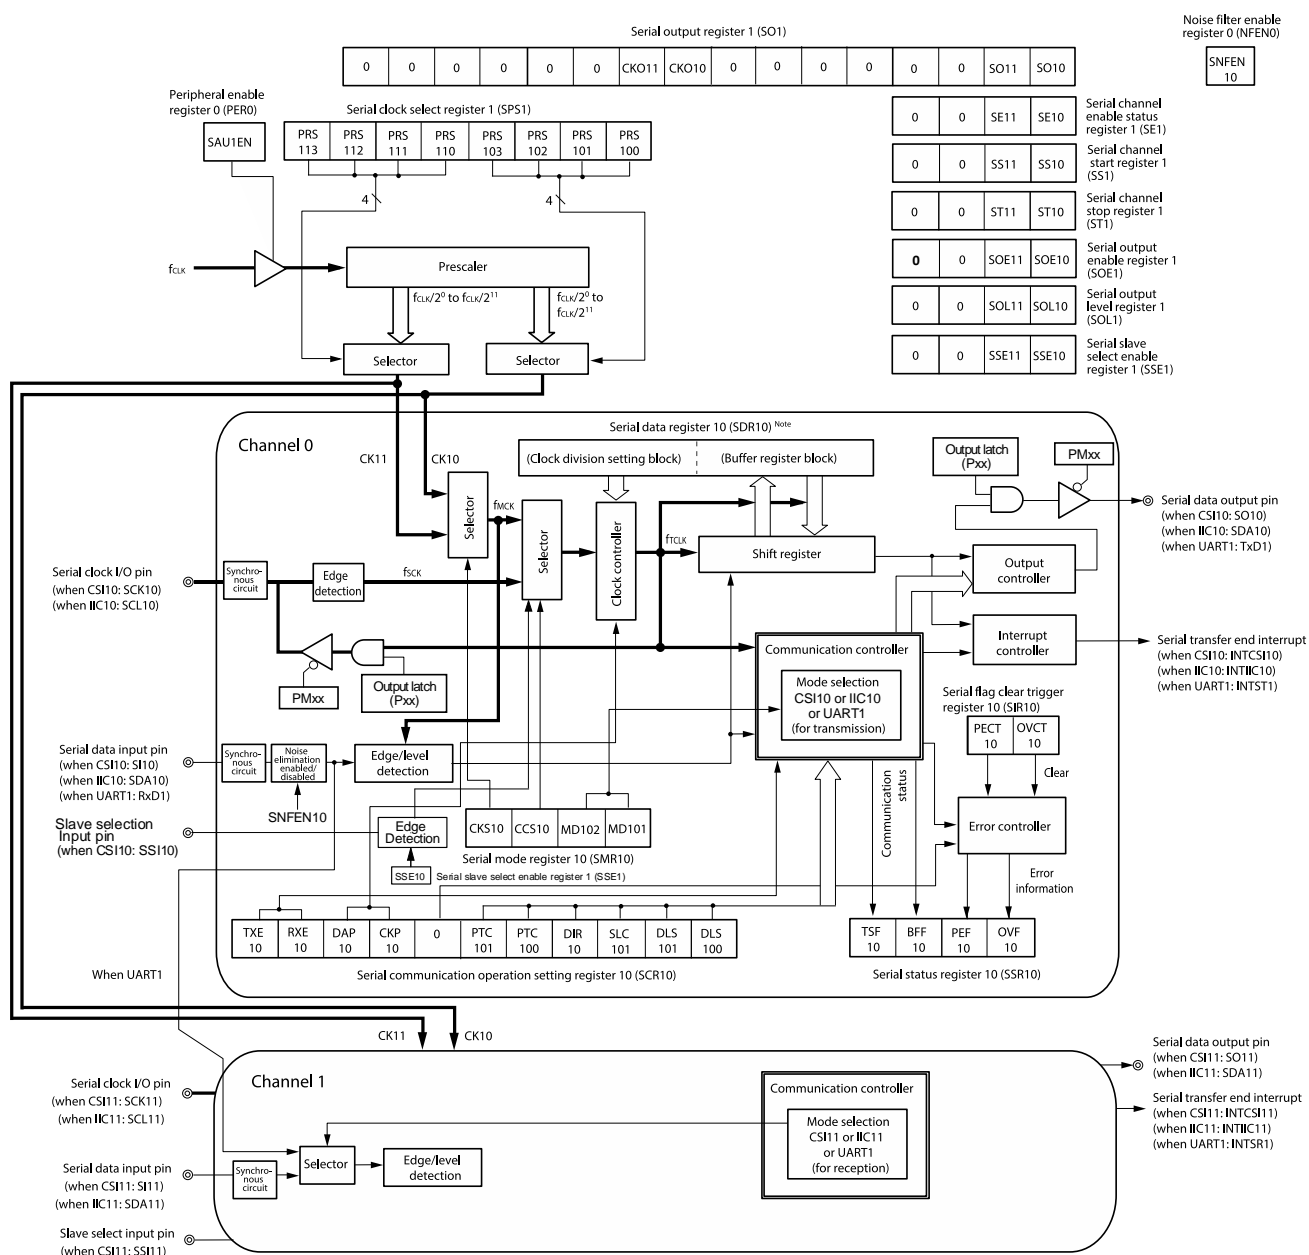 Serial output register 1 (SO1)
0 0 0 0 0 0 CKO11 CKO10 0 0 0 0 0 0 SO11 SO10
Noise filter enable
register 0 (NFEN0)
SNFEN
10
Peripheral enable
register 0 (PER0)
SAU1EN
Serial clock select register 1 (SPS1)
PRS PRS PRS PRS PRS PRS PRS PRS
113 112 111 110 103 102 101 100
4
4
0 0 SE11 SE10
Serial channel
enable status
register 1 (SE1)
0 0 SS11 SS10
Serial channel
start register 1
(SS1)
0 0 ST11 ST10
Serial channel
stop register 1
(ST1)
0 0 SOE11 SOE10
Serial output
enable register 1
(SOE1)
0 0 SOL11 SOL10
Serial output
level register 1
(SOL1)
0 0 SSE11 SSE10
Serial slave
select enable
register 1 (SSE1)
fCLK
Prescaler
fCLK/2⁰ to fCLK/2¹¹
fCLK/2⁰ to
fCLK/2¹¹
Selector
Selector
Channel 0
CK11
CK10
Serial data register 10 (SDR10) Note
(Clock division setting block)
(Buffer register block)
Output latch
(Pxx)
PMxx
Serial data output pin
(when CSI10: SO10)
(when IIC10: SDA10)
(when UART1: TxD1)
Selector
fMCK
Selector
Clock controller
fTCLK
Shift register
Output
controller
Serial clock I/O pin
(when CSI10: SCK10)
(when IIC10: SCL10)
Synchro-
nous
circuit
Edge
detection
fSCK
Interrupt
controller
Serial transfer end interrupt
(when CSI10: INTCSI10)
(when IIC10: INTIIC10)
(when UART1: INTST1)
Communication controller
Mode selection
CSI10 or IIC10
or UART1
(for transmission)
PMxx
Output latch
(Pxx)
Serial flag clear trigger
register 10 (SIR10)
PECT OVCT
10 10
Clear
Serial data input pin
(when CSI10: SI10)
(when IIC10: SDA10)
(when UART1: RxD1)
Synchro-
nous
circuit
Noise
elimination
enabled/
disabled
Edge/level
detection
SNFEN10
Communication
status
Error controller
Error
information
Slave selection
Input pin
(when CSI10: SSI10)
Edge
Detection
SSE10
Serial slave select enable register 1 (SSE1)
CKS10 CCS10 MD102 MD101
Serial mode register 10 (SMR10)
TXE RXE DAP CKP 0 PTC PTC DIR SLC DLS DLS
10 10 10 10 101 100 10 101 101 100
Serial communication operation setting register 10 (SCR10)
TSF BFF PEF OVF
10 10 10 10
Serial status register 10 (SSR10)
When UART1
CK11
CK10
Channel 1
Serial clock I/O pin
(when CSI11: SCK11)
(when IIC11: SCL11)
Serial data input pin
(when CSI11: SI11)
(when IIC11: SDA11)
Synchro-
nous
circuit
Selector
Edge/level
detection
Communication controller
Mode selection
CSI11 or IIC11
or UART1
(for reception)
Serial data output pin
(when CSI11: SO11)
(when IIC11: SDA11)
Serial transfer end interrupt
(when CSI11: INTCSI11)
(when IIC11: INTIIC11)
(when UART1: INTSR1)
Slave select input pin
(when CSI11: SSI11)